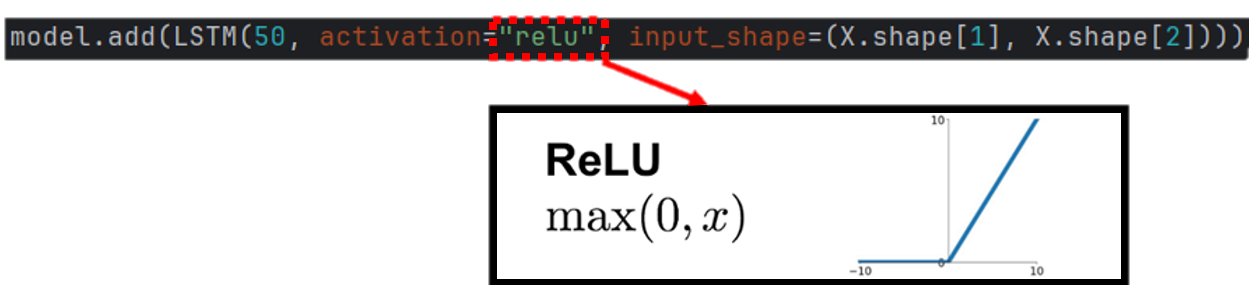 model.add(LSTM(50, activation="relu", input_shape=(X.shape[1], X.shape[2])))
ReLU
max(0, x)
10
0
-10
10